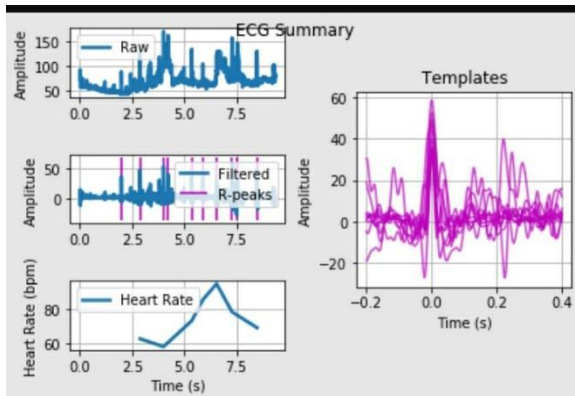 ECG Summary
Amplitude
150
100
50
Raw
0.0 2.5 5.0 7.5
Amplitude
50
0
Filtered
R-peaks
0.0 2.5 5.0 7.5
Heart Rate (bpm)
80
60
Heart Rate
0.0 2.5 5.0 7.5
Time (s)
Templates
Amplitude
60
40
20
0
−20
−0.2 0.0 0.2 0.4
Time (s)